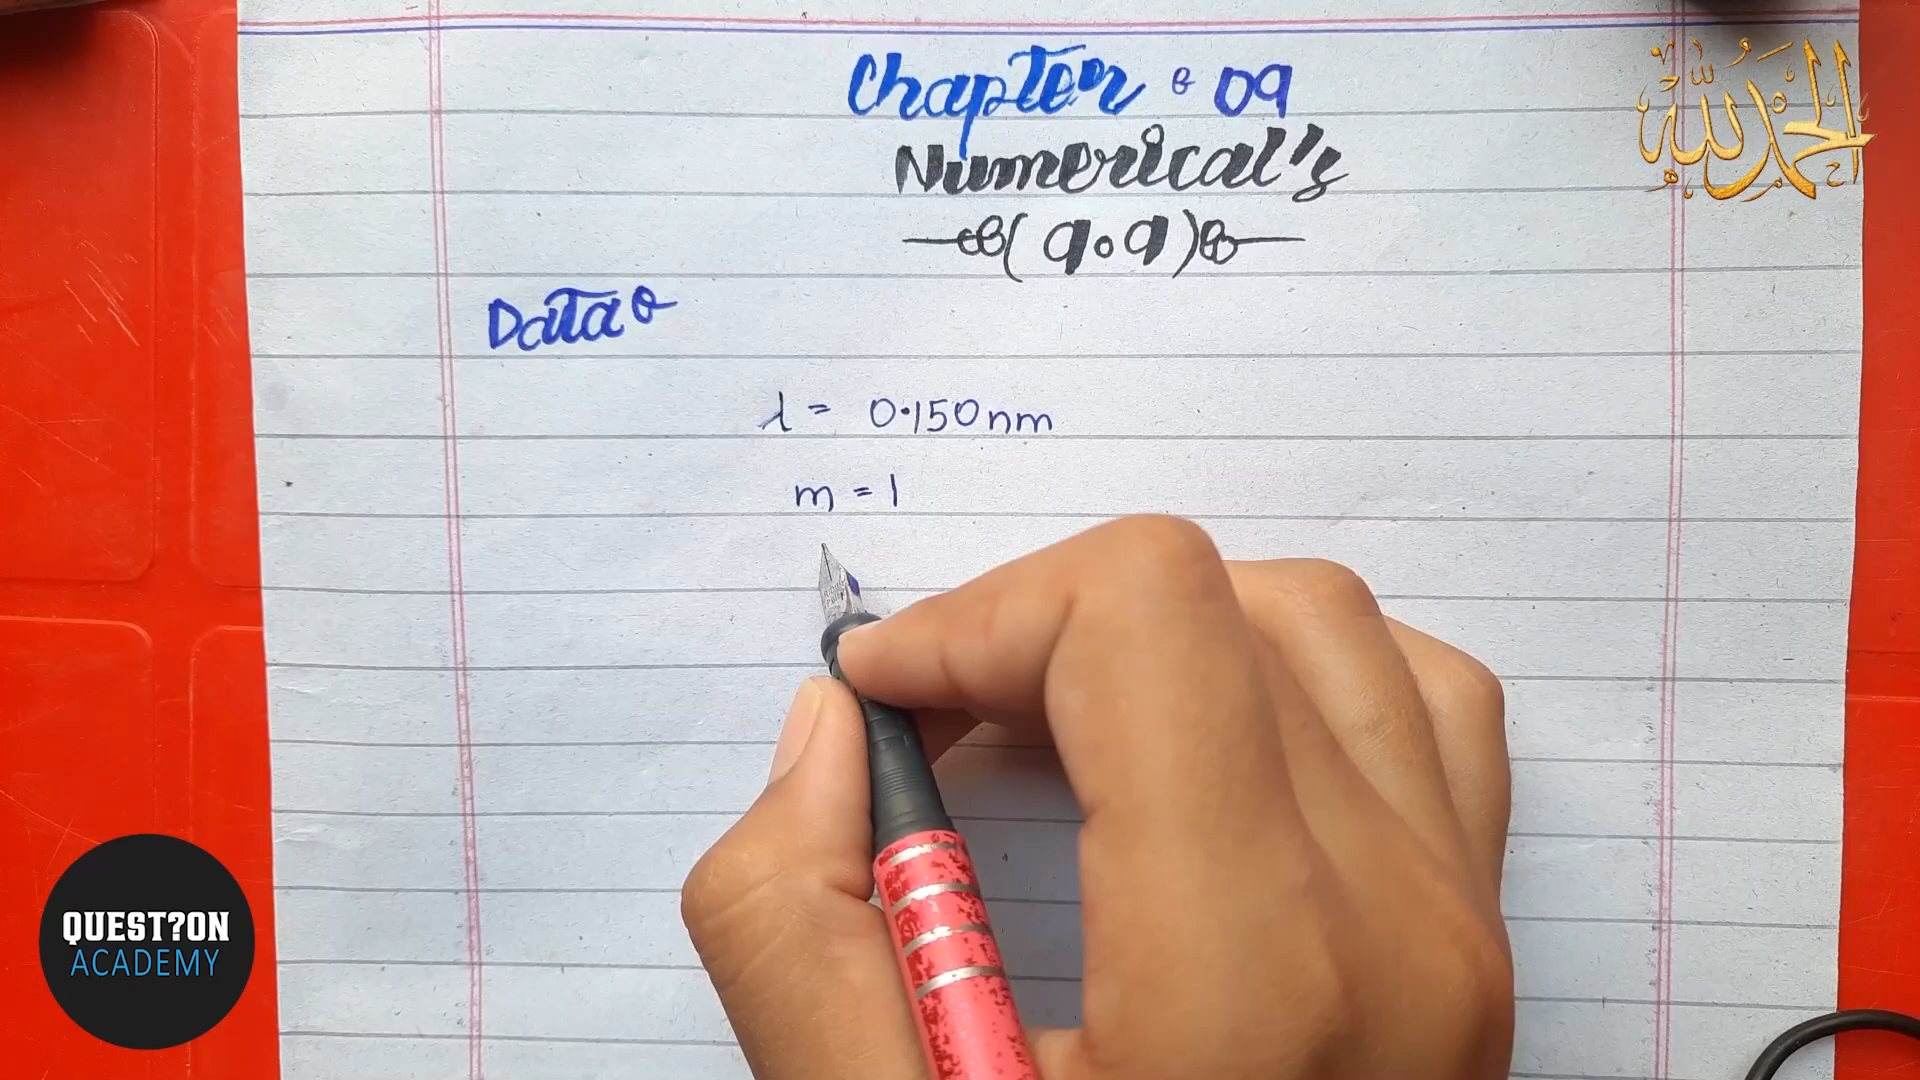 Chapter : 09
Numerical's
(9.9)
Data :
λ = 0.150nm
m = 1
الحمد لله
QUEST?ON
ACADEMY